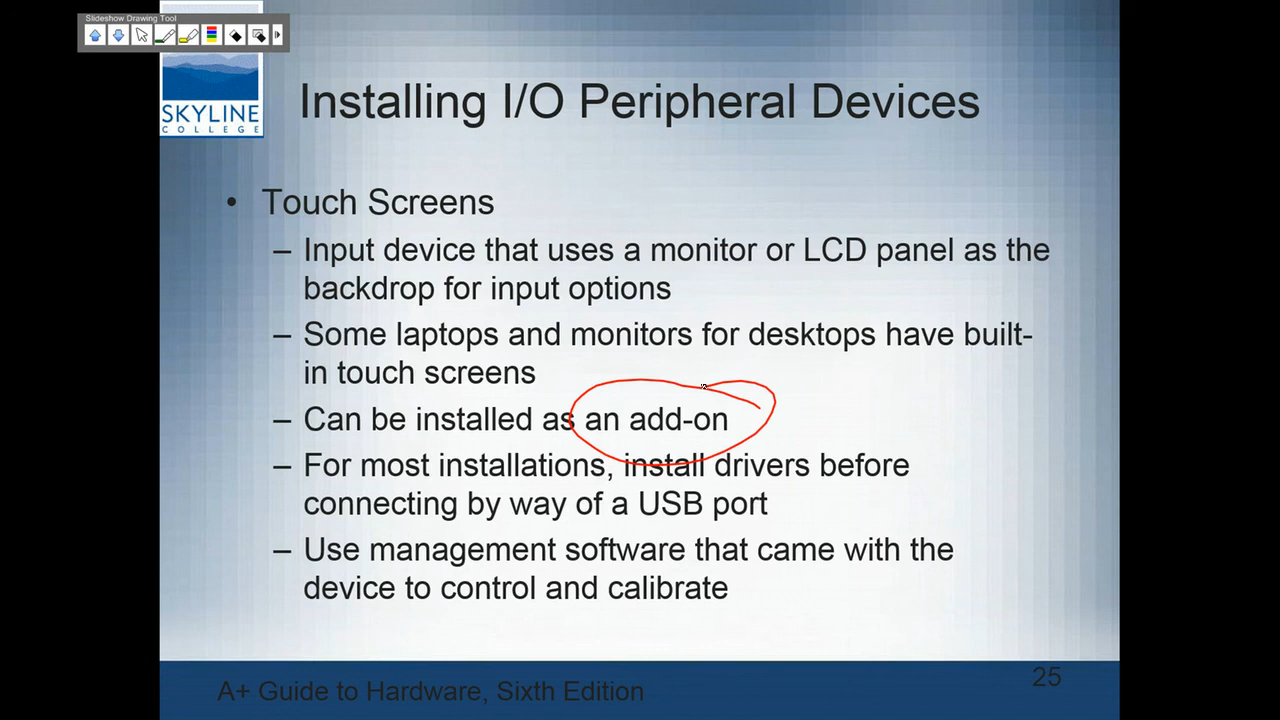 Slideshow Drawing Tool
SKYLINE
COLLEGE
Installing I/O Peripheral Devices
• Touch Screens
– Input device that uses a monitor or LCD panel as the
backdrop for input options
– Some laptops and monitors for desktops have built-
in touch screens
– Can be installed as an add-on
– For most installations, install drivers before
connecting by way of a USB port
– Use management software that came with the
device to control and calibrate
A+ Guide to Hardware, Sixth Edition
25